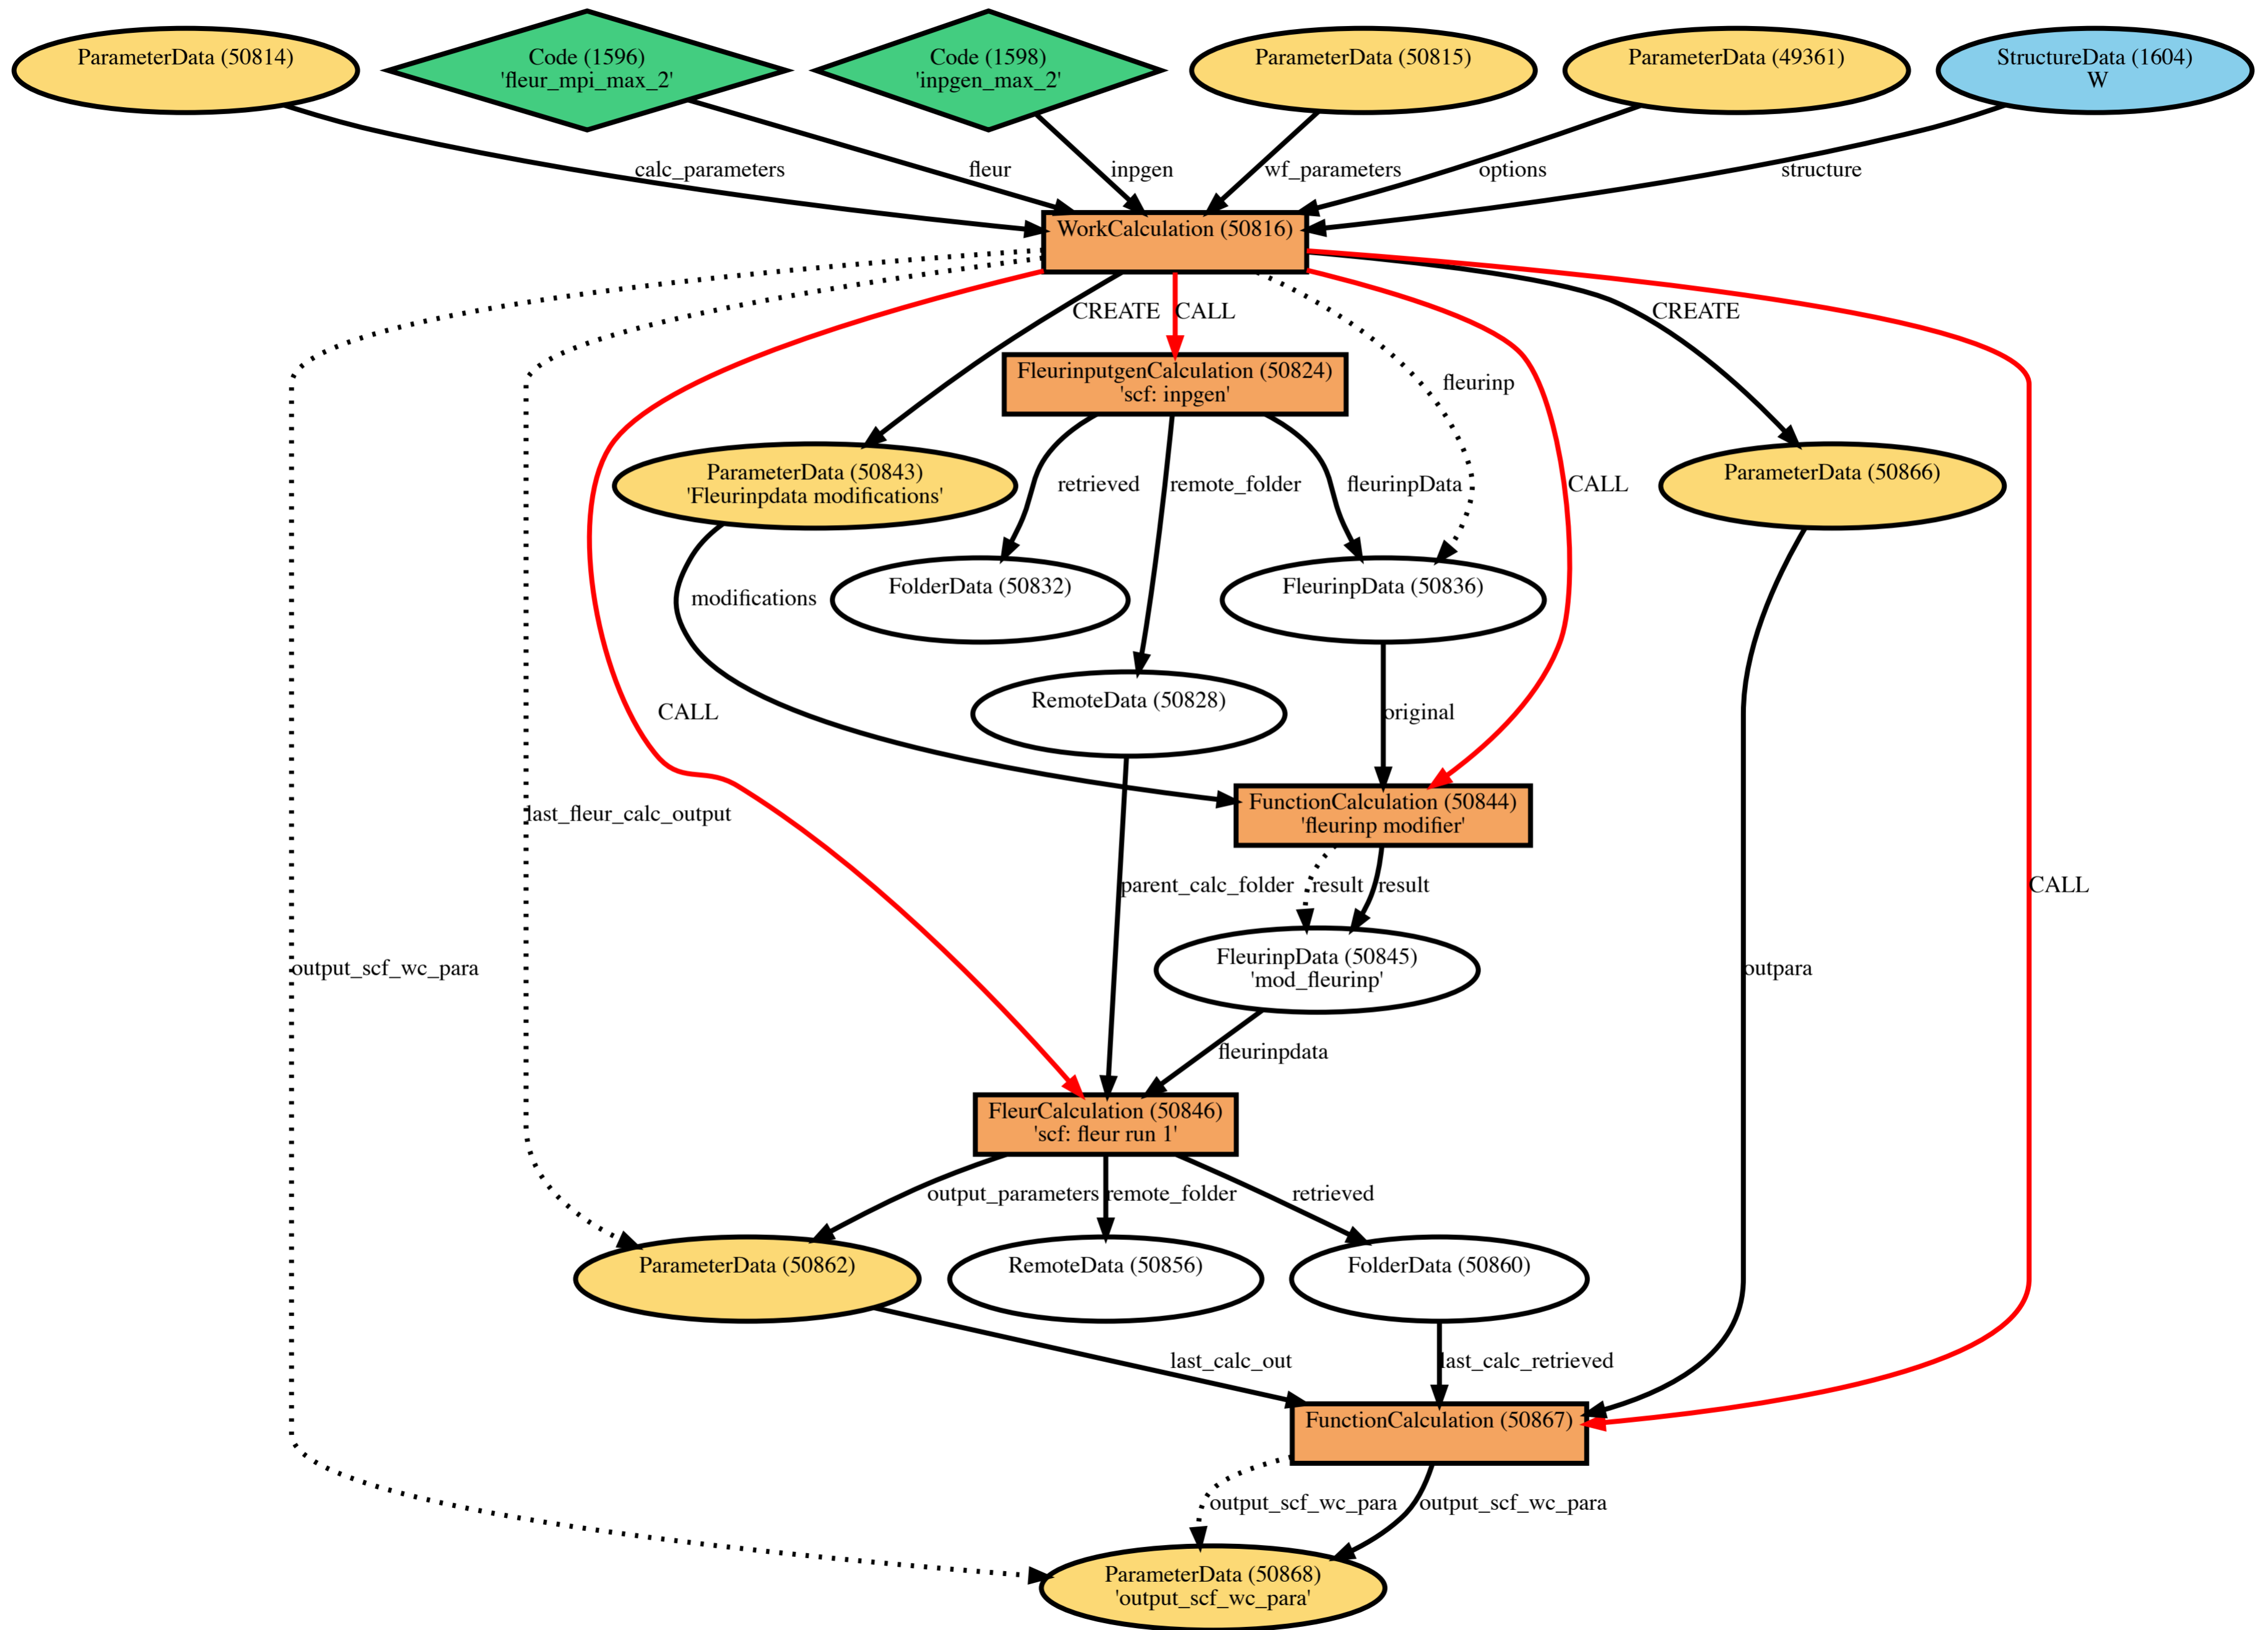 ParameterData (50814)
Code (1596)
'fleur_mpi_max_2'
Code (1598)
'inpgen_max_2'
ParameterData (50815)
ParameterData (49361)
StructureData (1604)
W
calc_parameters
fleur
inpgen
wf_parameters
options
structure
WorkCalculation (50816)
CREATE
CALL
CREATE
FleurinputgenCalculation (50824)
'scf: inpgen'
fleurinp
ParameterData (50843)
'Fleurinpdata modifications'
retrieved
remote_folder
fleurinpData
CALL
ParameterData (50866)
modifications
FolderData (50832)
FleurinpData (50836)
CALL
RemoteData (50828)
original
last_fleur_calc_output
FunctionCalculation (50844)
'fleurinp modifier'
parent_calc_folder
result
result
CALL
output_scf_wc_para
FleurinpData (50845)
'mod_fleurinp'
outpara
fleurinpdata
FleurCalculation (50846)
'scf: fleur run 1'
output_parameters
remote_folder
retrieved
ParameterData (50862)
RemoteData (50856)
FolderData (50860)
last_calc_out
last_calc_retrieved
FunctionCalculation (50867)
output_scf_wc_para
output_scf_wc_para
ParameterData (50868)
'output_scf_wc_para'